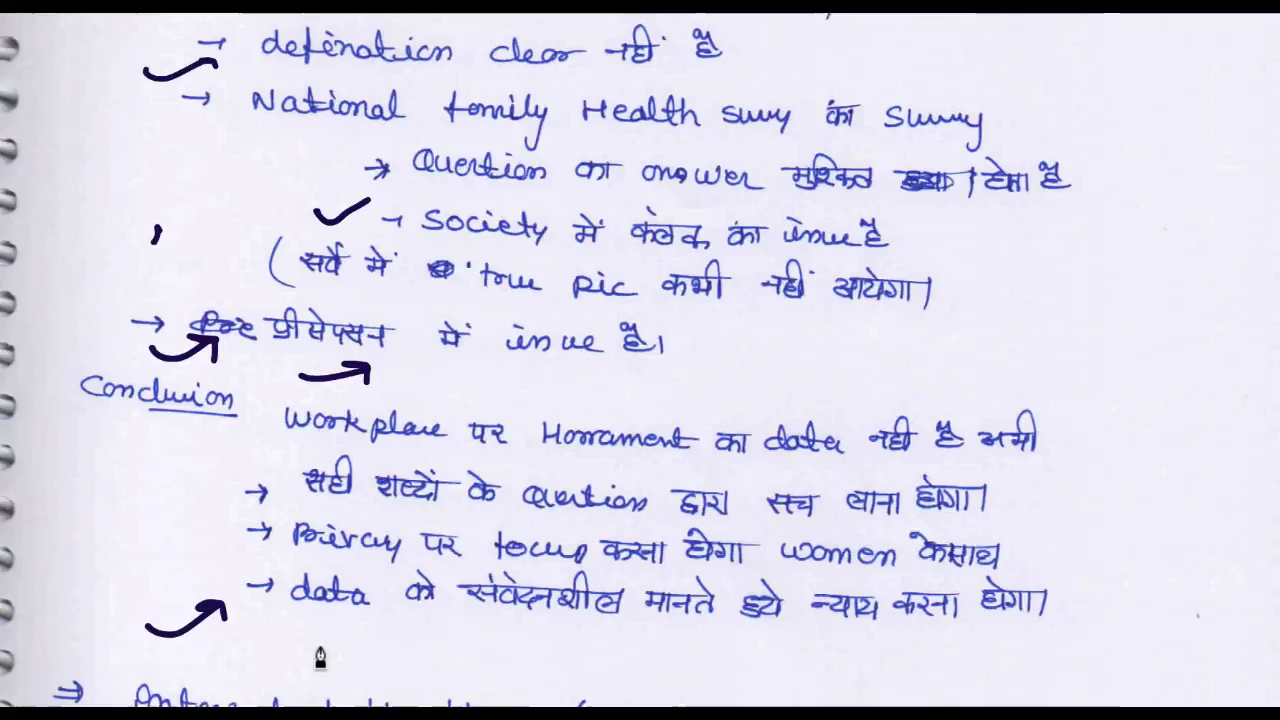 → defination clear नहीं है
→ National family Health survy का Survey
→ Question का answer मुश्किल होता है
→ Society में कलंक का issue है
(सर्वे में true pic कभी नहीं आयेगा।
→ प्रीसेप्सन में issue है।
Conclusion
workplace पर Harrasment का data नही है अभी
→ सही शब्दों के Question द्वारा सच लाना होगा।
→ Privacy पर focus करना होगा women के साथ
→ data को संवेदनशील मानते हुये न्याय करना होगा।
⇒